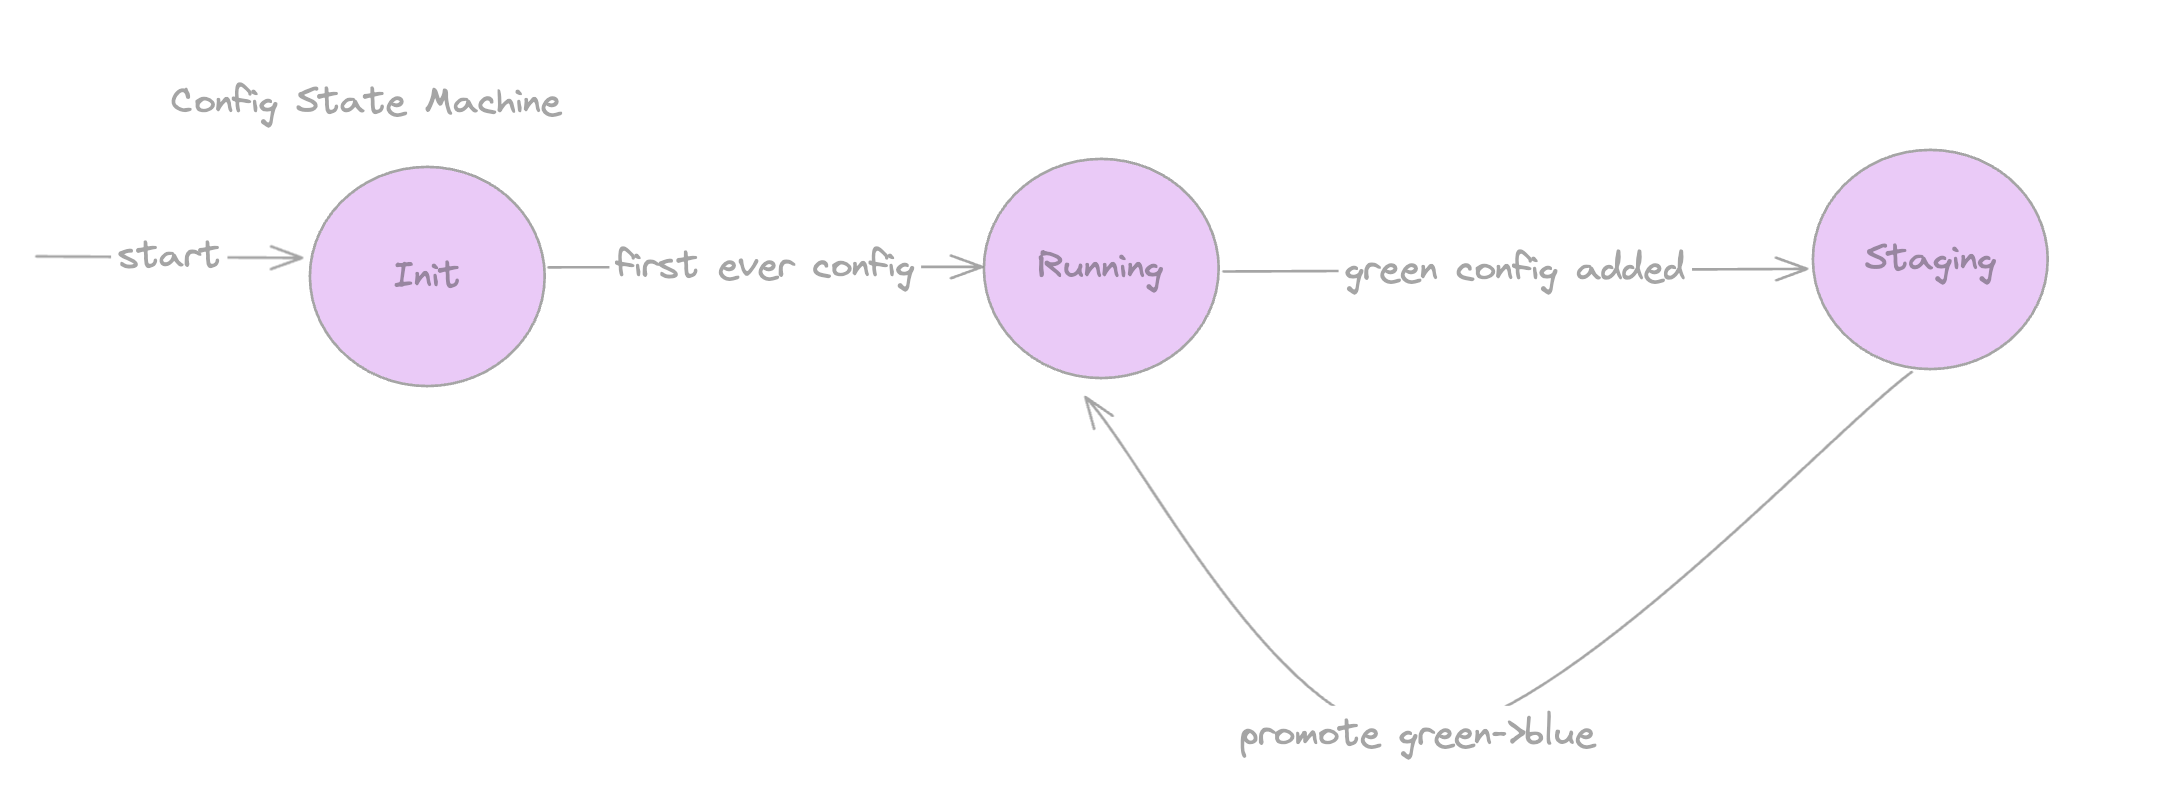 Config State Machine
start
Init
first ever config
Running
green config added
Staging
promote green->blue